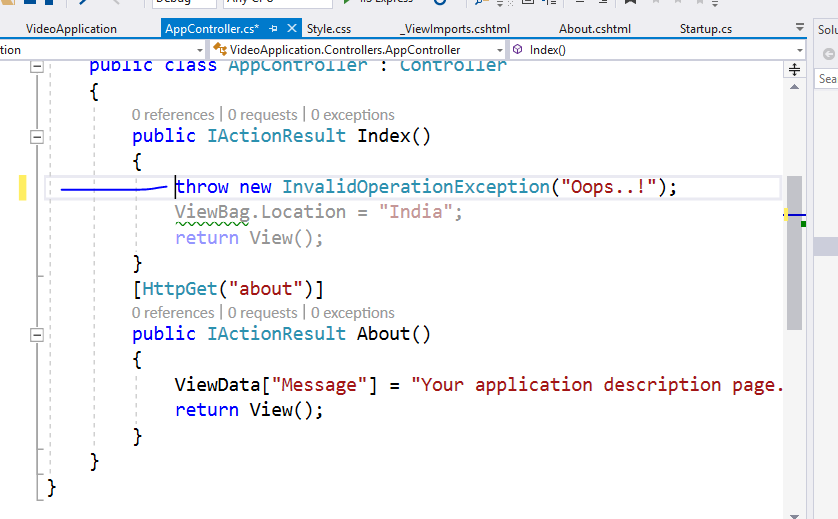 Debug Any CPU IIS Express
VideoApplication AppController.cs* Style.css _ViewImports.cshtml About.cshtml Startup.cs
Solu
tion VideoApplication.Controllers.AppController Index()
public class AppController : Controller
Sea
{
0 references | 0 requests | 0 exceptions
public IActionResult Index()
{
throw new InvalidOperationException("Oops..!");
ViewBag.Location = "India";
return View();
}
[HttpGet("about")]
0 references | 0 requests | 0 exceptions
public IActionResult About()
{
ViewData["Message"] = "Your application description page.
return View();
}
}
}